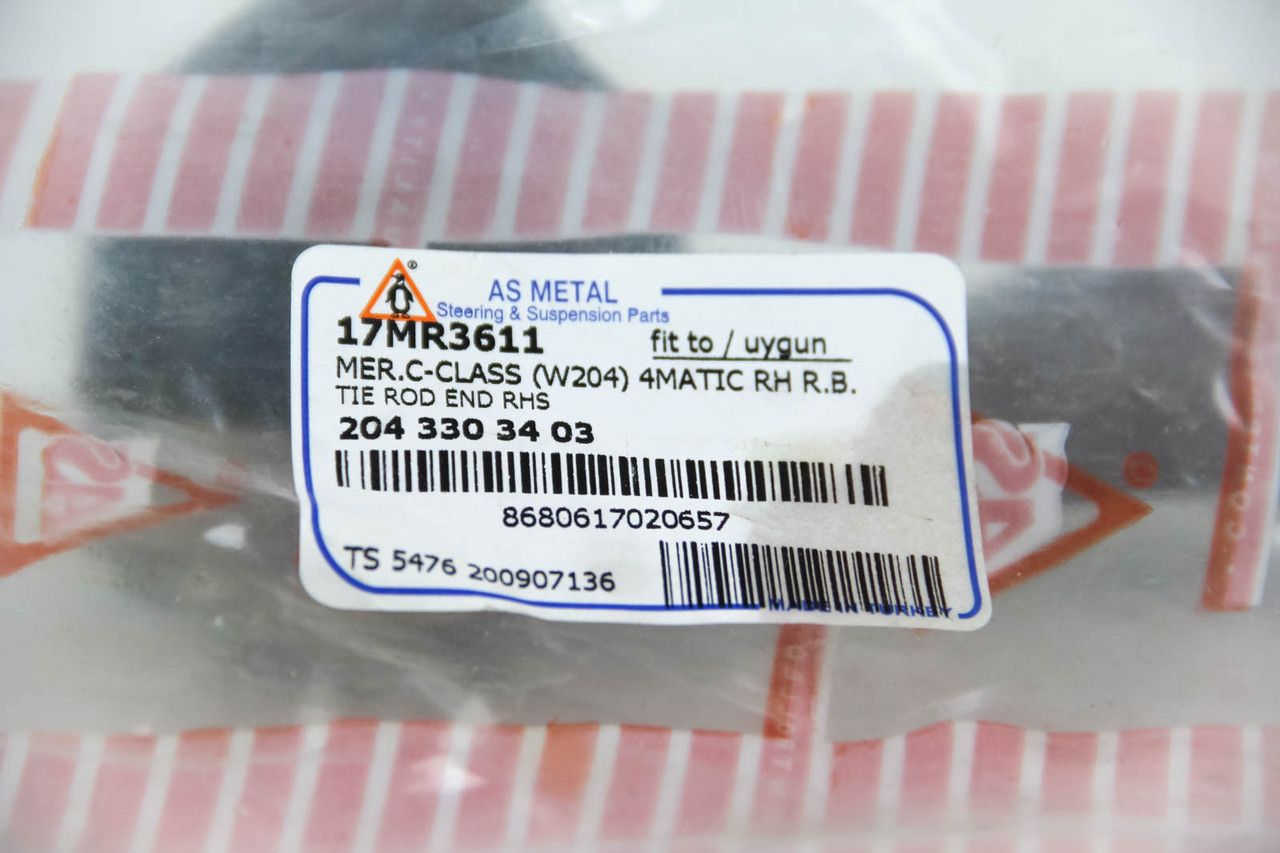 ®
AS METAL
Steering & Suspension Parts
17MR3611 fit to / uygun
MER.C-CLASS (W204) 4MATIC RH R.B.
TIE ROD END RHS
204 330 34 03
8680617020657
TS 5476 200907136
MADE IN TURKEY